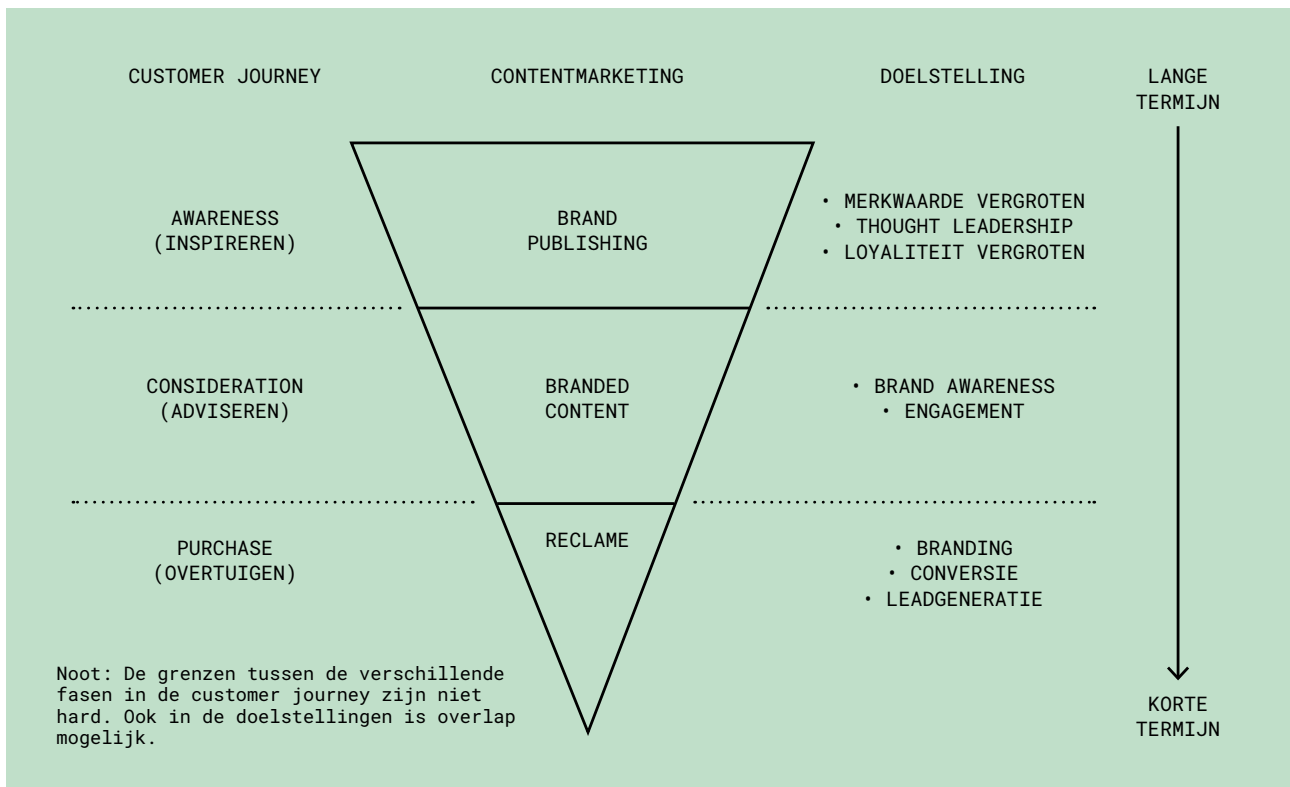 CUSTOMER JOURNEY
CONTENTMARKETING
DOELSTELLING
LANGE
TERMIJN
AWARENESS
(INSPIREREN)
BRAND
PUBLISHING
• MERKWAARDE VERGROTEN
• THOUGHT LEADERSHIP
• LOYALITEIT VERGROTEN
CONSIDERATION
(ADVISEREN)
BRANDED
CONTENT
• BRAND AWARENESS
• ENGAGEMENT
PURCHASE
(OVERTUIGEN)
RECLAME
• BRANDING
• CONVERSIE
• LEADGENERATIE
Noot: De grenzen tussen de verschillende
fasen in de customer journey zijn niet
hard. Ook in de doelstellingen is overlap
mogelijk.
KORTE
TERMIJN